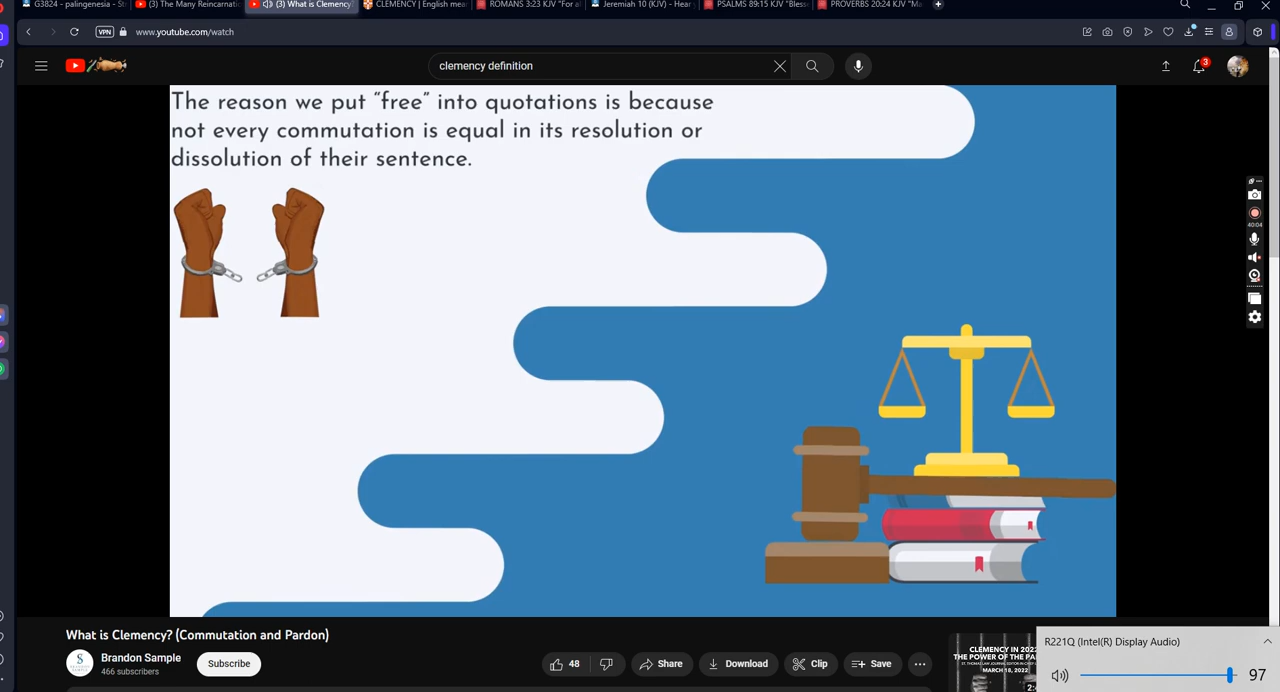 G3824 - palingenesia - St
(3) The Many Reincarnati
(3) What is Clemency?
CLEMENCY | English mea
ROMANS 3:23 KJV "For al
Jeremiah 10 (KJV) - Hear
PSALMS 89:15 KJV "Bless
PROVERBS 20:24 KJV "Ma
VPN
www.youtube.com/watch
clemency definition
3
The reason we put “free” into quotations is because
not every commutation is equal in its resolution or
dissolution of their sentence.
40:04
What is Clemency? (Commutation and Pardon)
Brandon Sample
466 subscribers
Subscribe
48
Share
Download
Clip
Save
CLEMENCY IN 202
THE POWER OF THE PA
MARCH 18, 2022
R221Q (Intel(R) Display Audio)
97